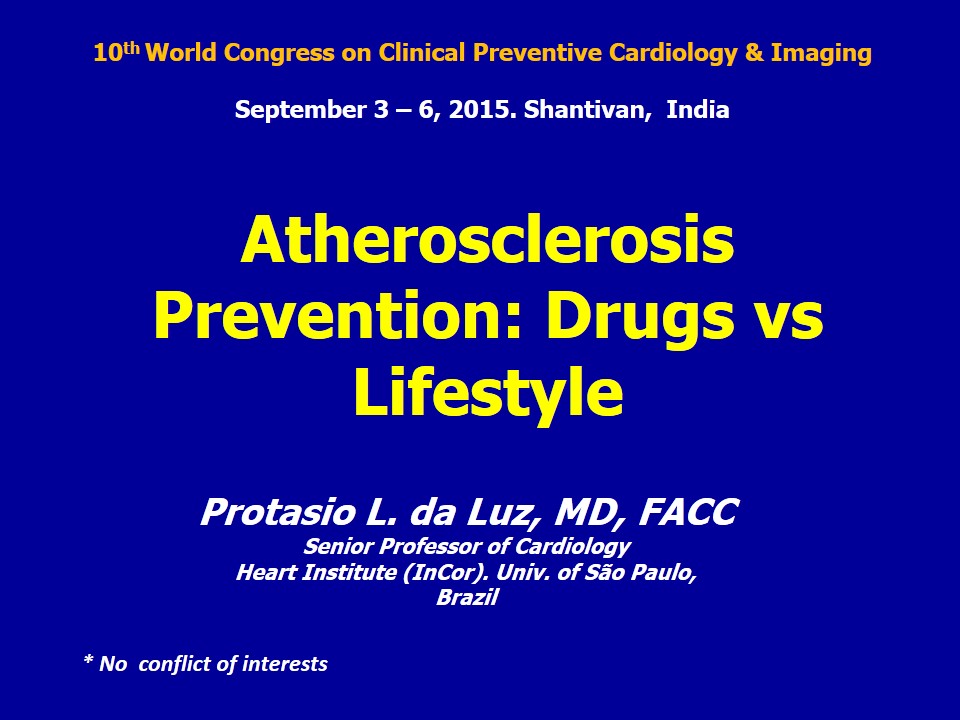 10th World Congress on Clinical Preventive Cardiology & Imaging
September 3 – 6, 2015. Shantivan, India
Atherosclerosis
Prevention: Drugs vs
Lifestyle
Protasio L. da Luz, MD, FACC
Senior Professor of Cardiology
Heart Institute (InCor). Univ. of São Paulo,
Brazil
* No conflict of interests